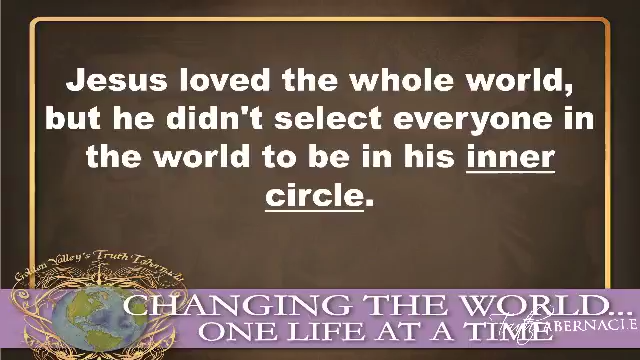 Jesus loved the whole world,
but he didn't select everyone in
the world to be in his inner
circle.
Golden Valley's Truth Tabernacle
CHANGING THE WORLD...
ONE LIFE AT A TIME
Truth TABERNACLE